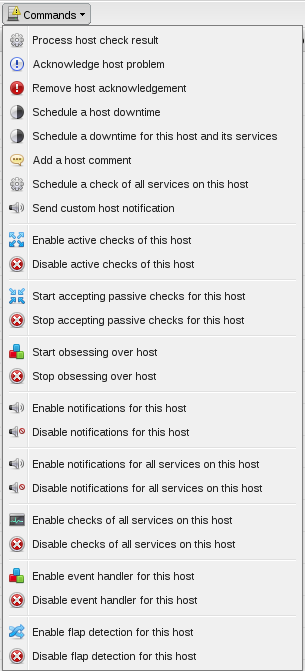 Commands
Process host check result
Acknowledge host problem
Remove host acknowledgement
Schedule a host downtime
Schedule a downtime for this host and its services
Add a host comment
Schedule a check of all services on this host
Send custom host notification
Enable active checks of this host
Disable active checks of this host
Start accepting passive checks for this host
Stop accepting passive checks for this host
Start obsessing over host
Stop obsessing over host
Enable notifications for this host
Disable notifications for this host
Enable notifications for all services on this host
Disable notifications for all services on this host
Enable checks of all services on this host
Disable checks of all services on this host
Enable event handler for this host
Disable event handler for this host
Enable flap detection for this host
Disable flap detection for this host